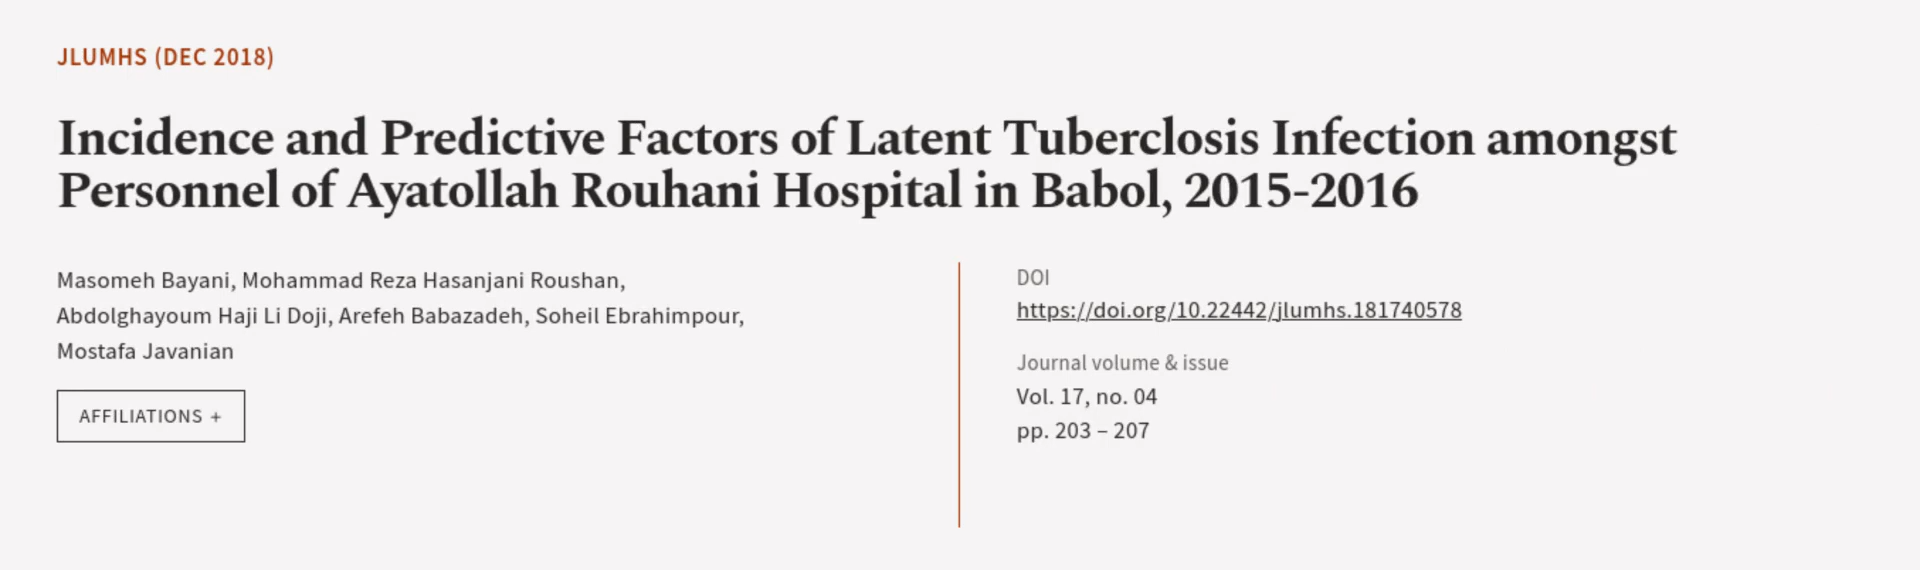 JLUMHS (DEC 2018)
Incidence and Predictive Factors of Latent Tuberclosis Infection amongst
Personnel of Ayatollah Rouhani Hospital in Babol, 2015-2016
Masomeh Bayani, Mohammad Reza Hasanjani Roushan,
Abdolghayoum Haji Li Doji, Arefeh Babazadeh, Soheil Ebrahimpour,
Mostafa Javanian
AFFILIATIONS +
DOI
https://doi.org/10.22442/jlumhs.181740578
Journal volume & issue
Vol. 17, no. 04
pp. 203 – 207